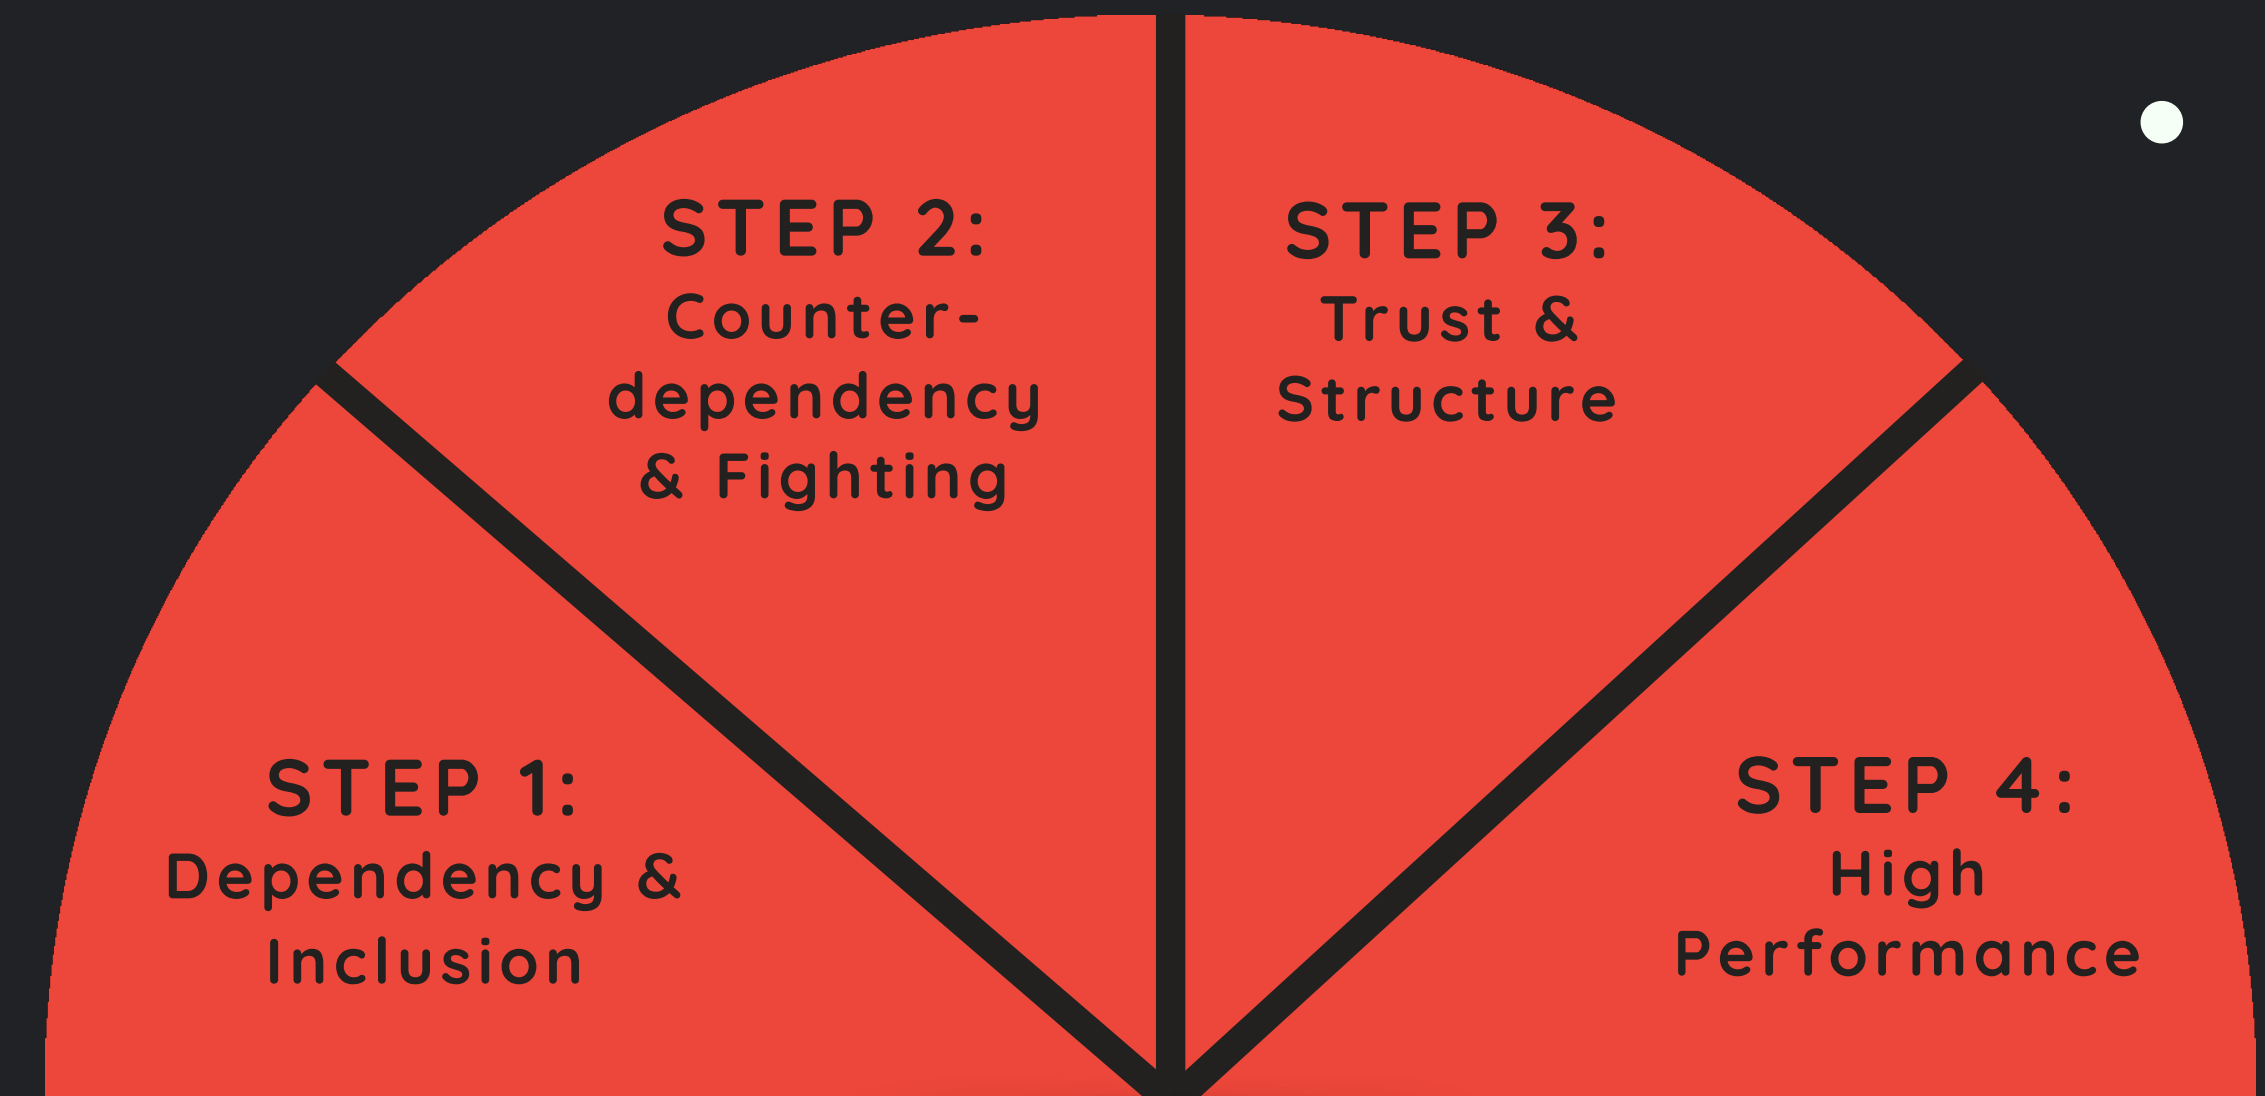 STEP 1:
Dependency &
Inclusion
STEP 2:
Counter-
dependency
& Fighting
STEP 3:
Trust &
Structure
STEP 4:
High
Performance